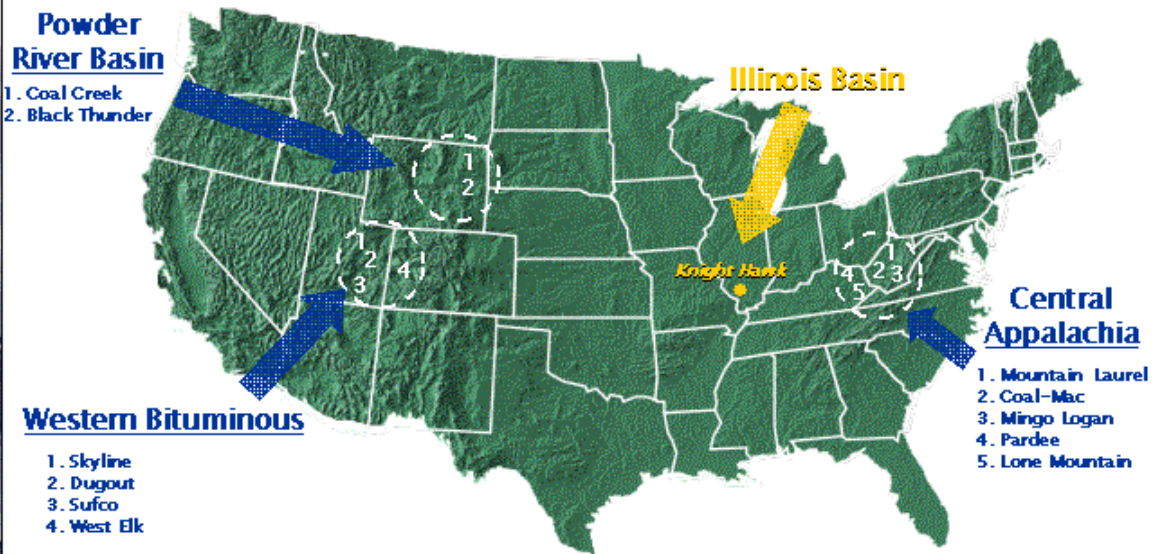 Powder
River Basin
1. Coal Creek
2. Black Thunder
Illinois Basin
1
2
1
2
3
4
Knight Hawk
1
2
3
4
5
Central
Appalachia
1. Mountain Laurel
2. Coal-Mac
3. Mingo Logan
4. Pardee
5. Lone Mountain
Western Bituminous
1. Skyline
2. Dugout
3. Sufco
4. West Elk